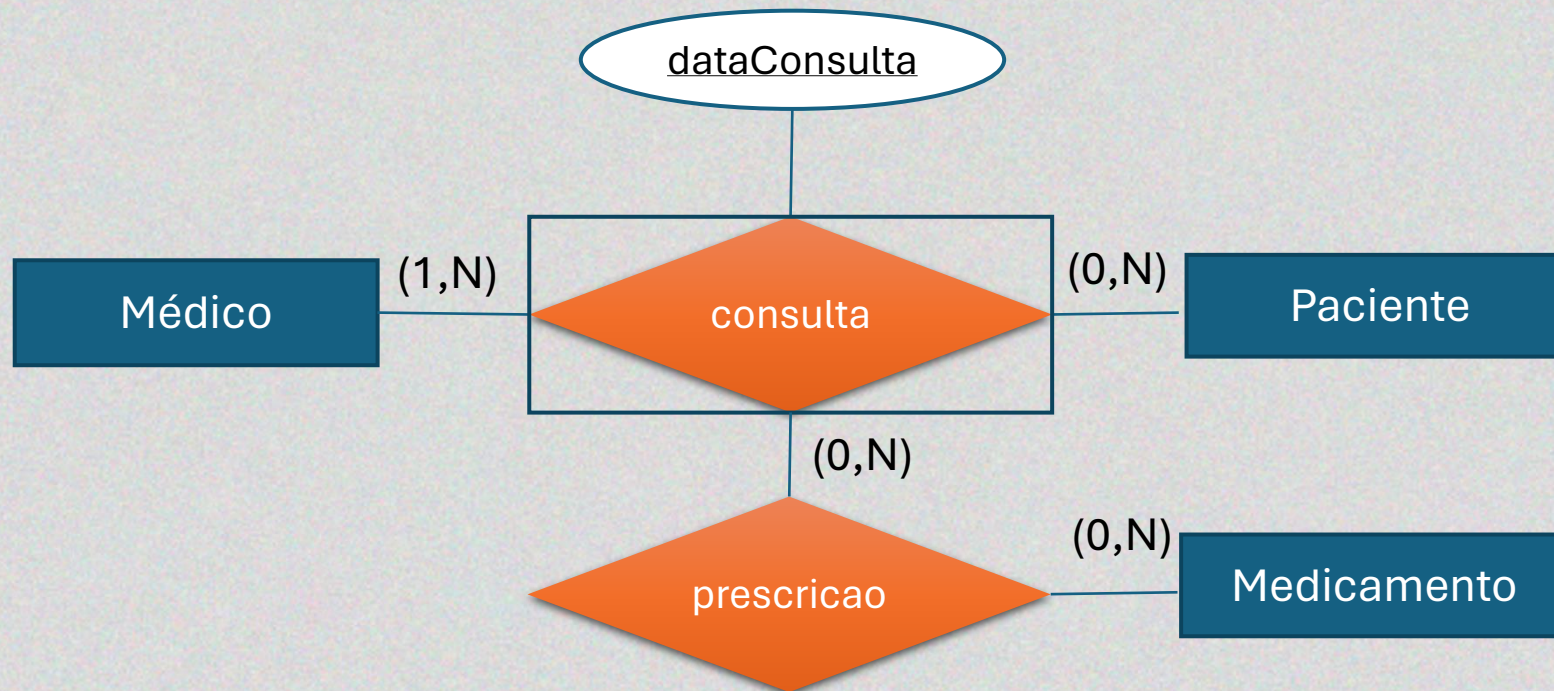 dataConsulta
Médico
(1,N)
consulta
(0,N)
Paciente
(0,N)
prescricao
(0,N)
Medicamento